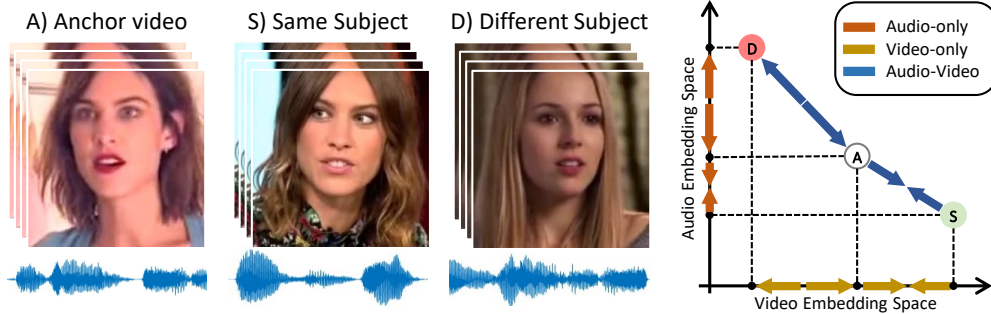 A) Anchor video
S) Same Subject
D) Different Subject
Audio-only
Video-only
Audio-Video
Audio Embedding Space
D
A
S
Video Embedding Space